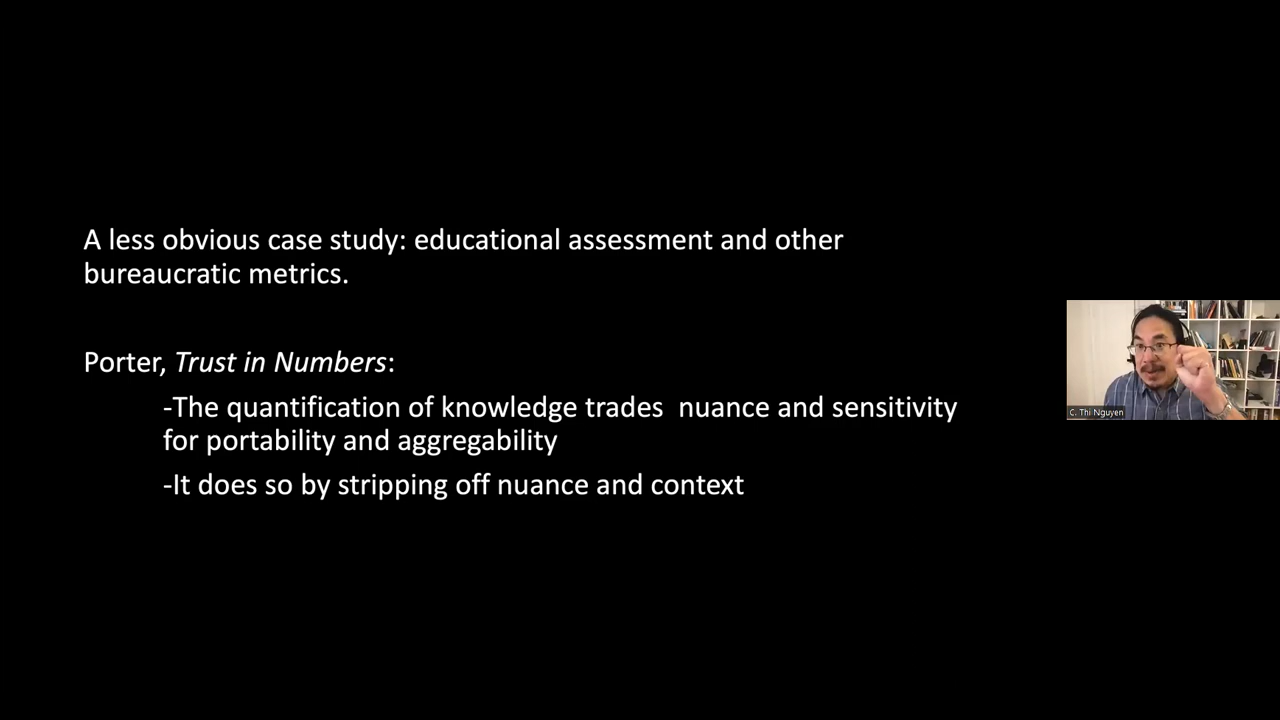 A less obvious case study: educational assessment and other
bureaucratic metrics.
Porter, Trust in Numbers:
-The quantification of knowledge trades  nuance and sensitivity
for portability and aggregability
-It does so by stripping off nuance and context
C. Thi Nguyen